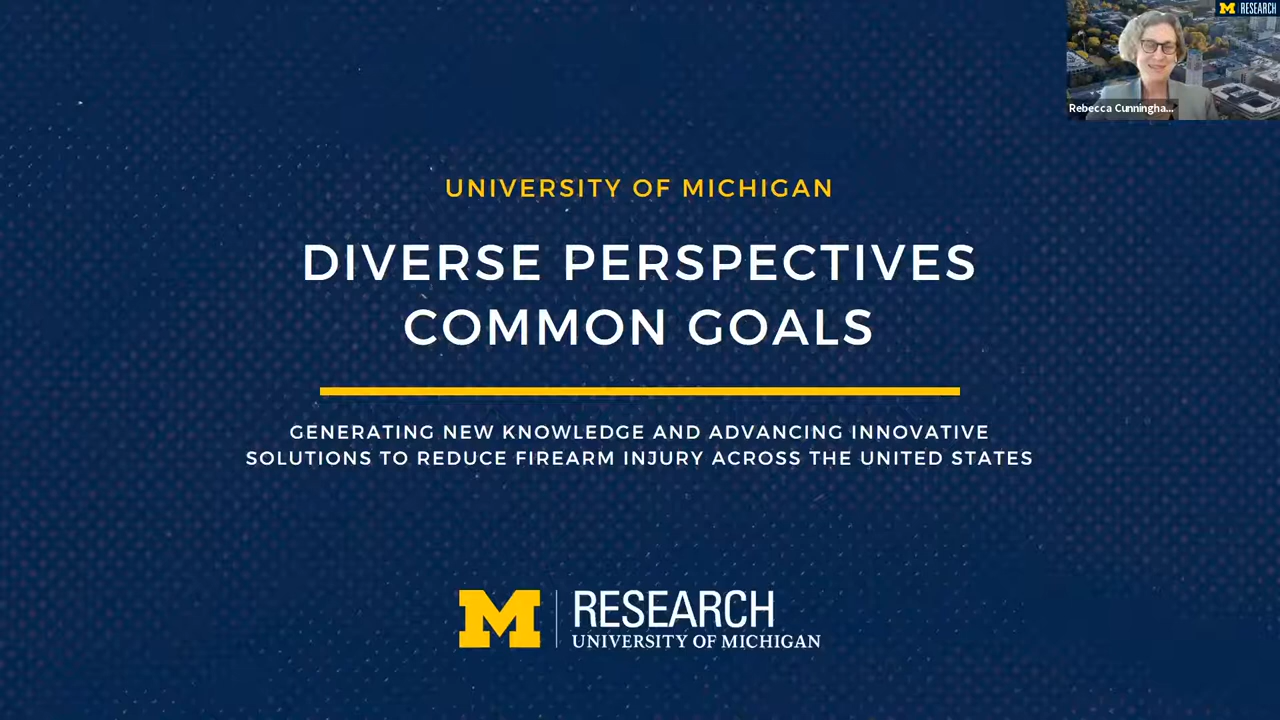 M RESEARCH
Rebecca Cunningha...
UNIVERSITY OF MICHIGAN
DIVERSE PERSPECTIVES
COMMON GOALS
GENERATING NEW KNOWLEDGE AND ADVANCING INNOVATIVE
SOLUTIONS TO REDUCE FIREARM INJURY ACROSS THE UNITED STATES
M RESEARCH
UNIVERSITY OF MICHIGAN